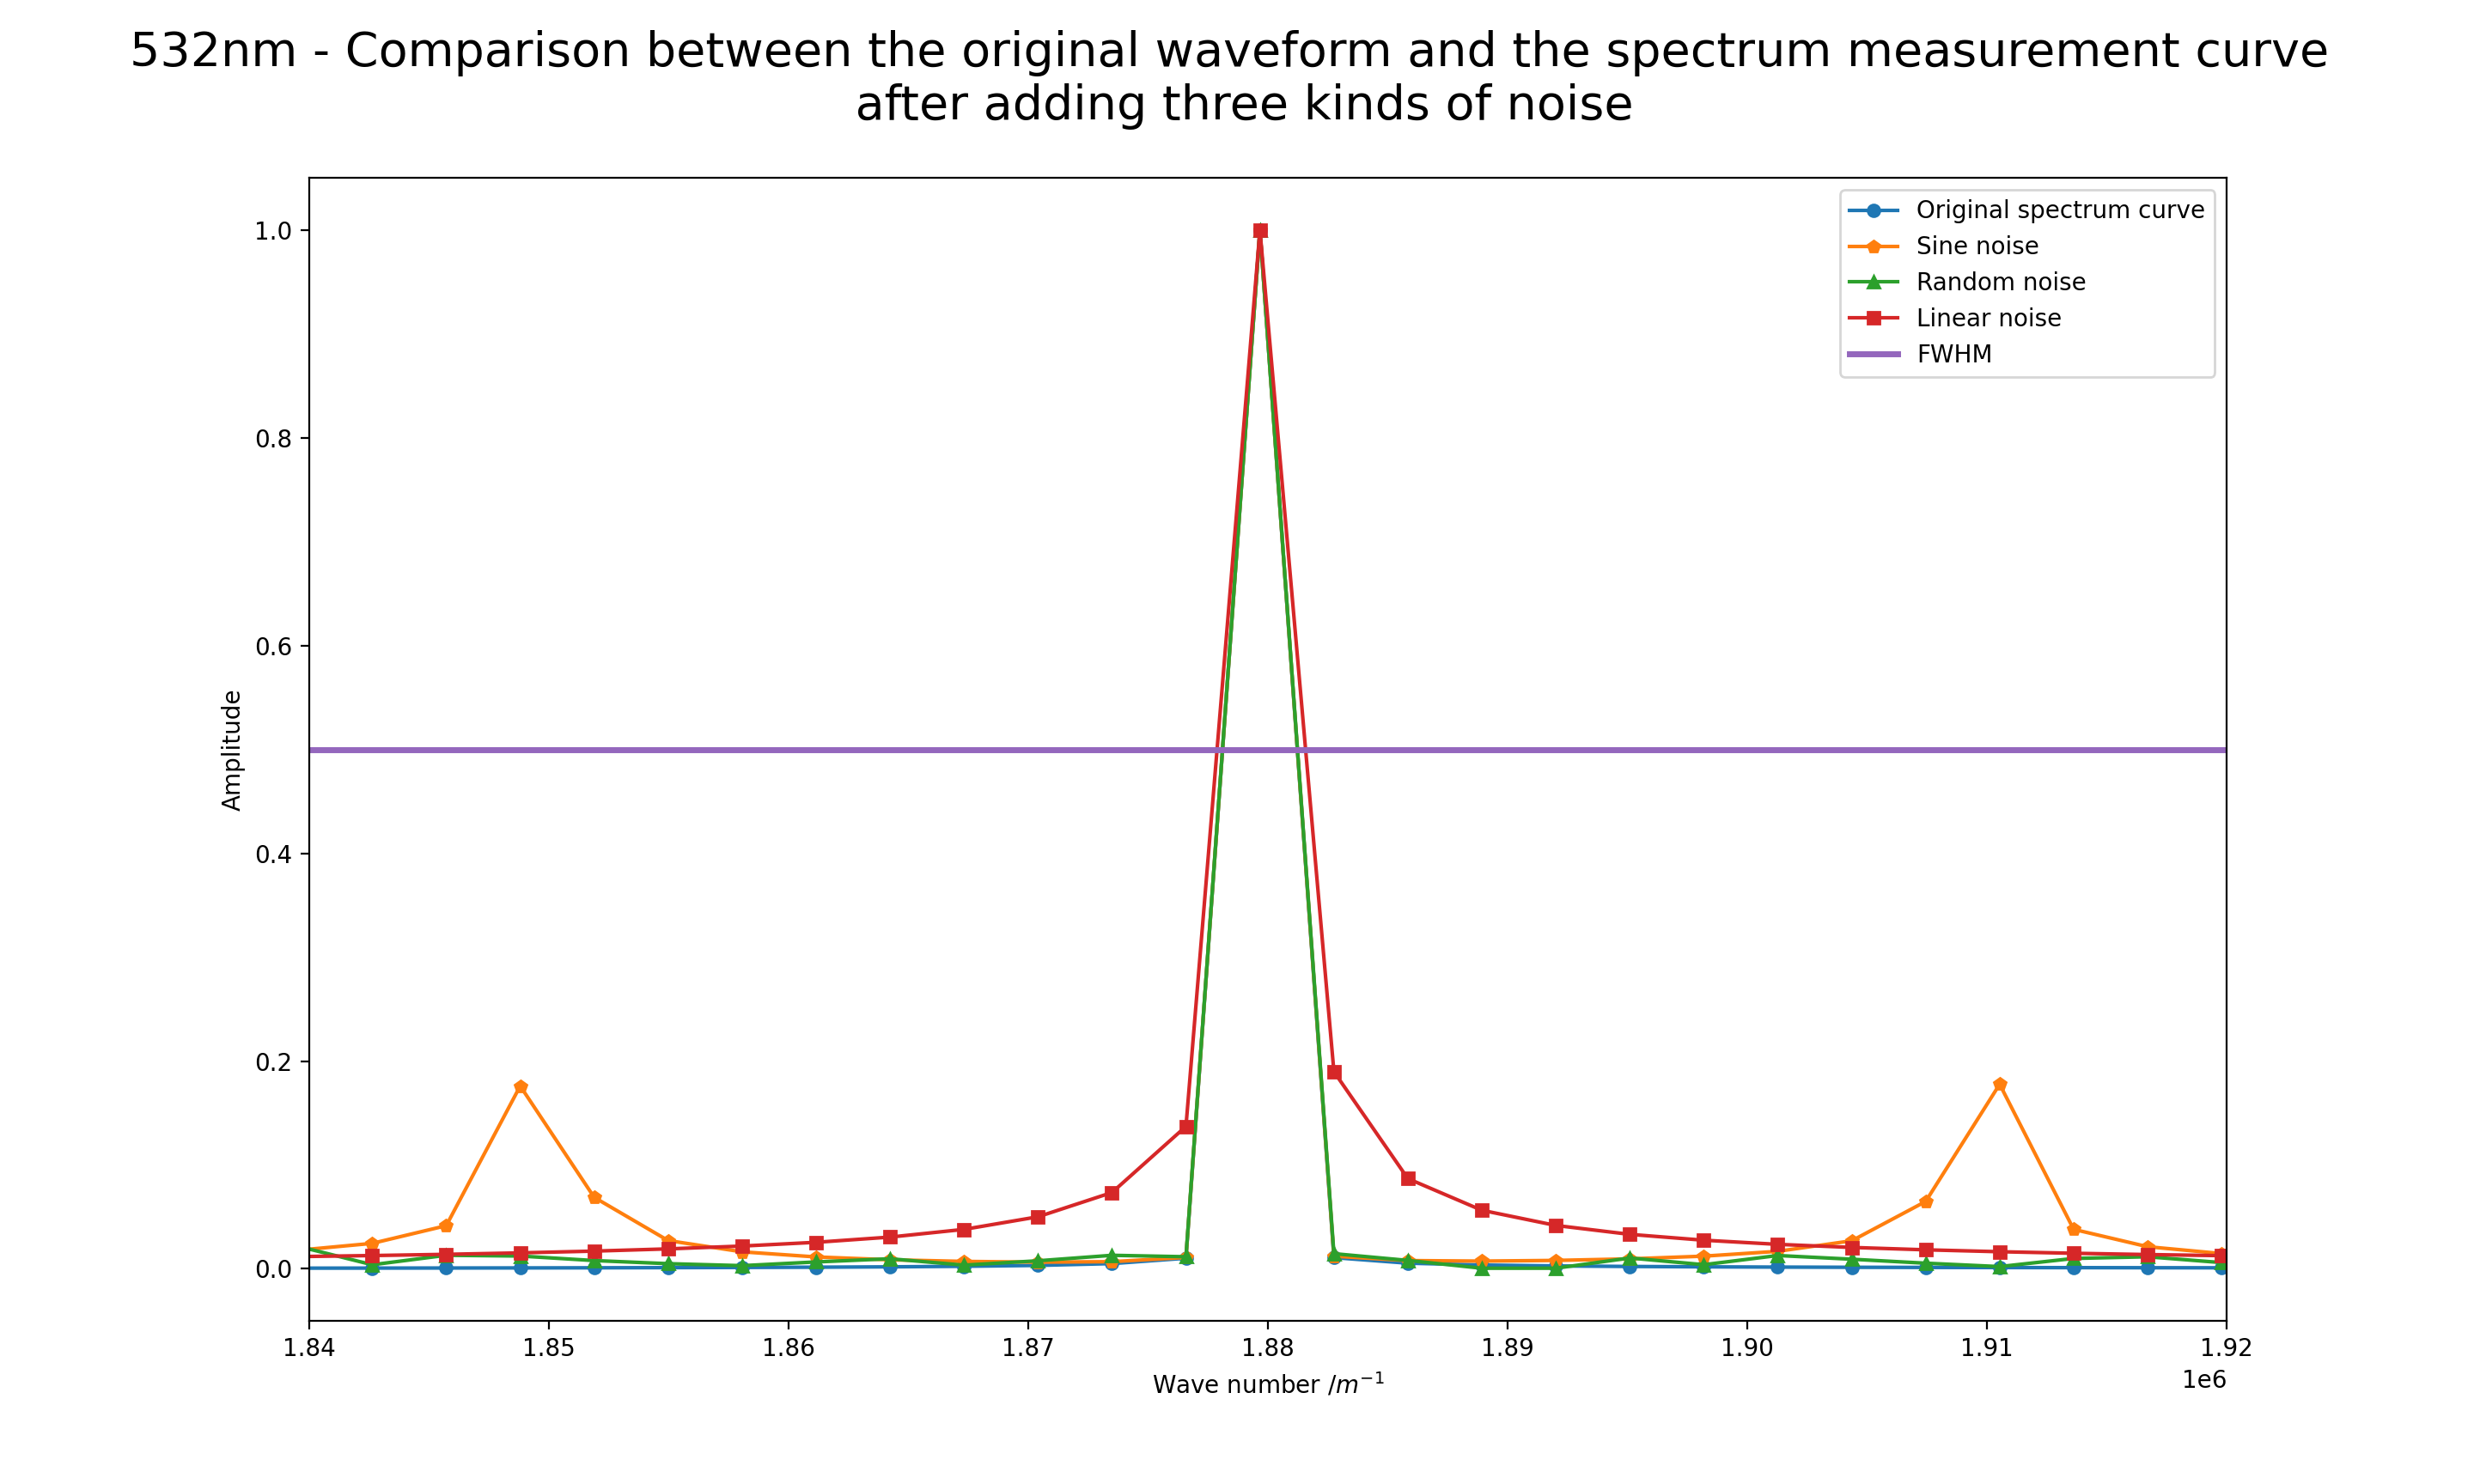 532nm - Comparison between the original waveform and the spectrum measurement curve
after adding three kinds of noise
Original spectrum curve
Sine noise
Random noise
Linear noise
FWHM
1.0
0.8
0.6
0.4
0.2
0.0
Amplitude
1.84 1.85 1.86 1.87 1.88 1.89 1.90 1.91 1.92
1e6
Wave number /m⁻¹